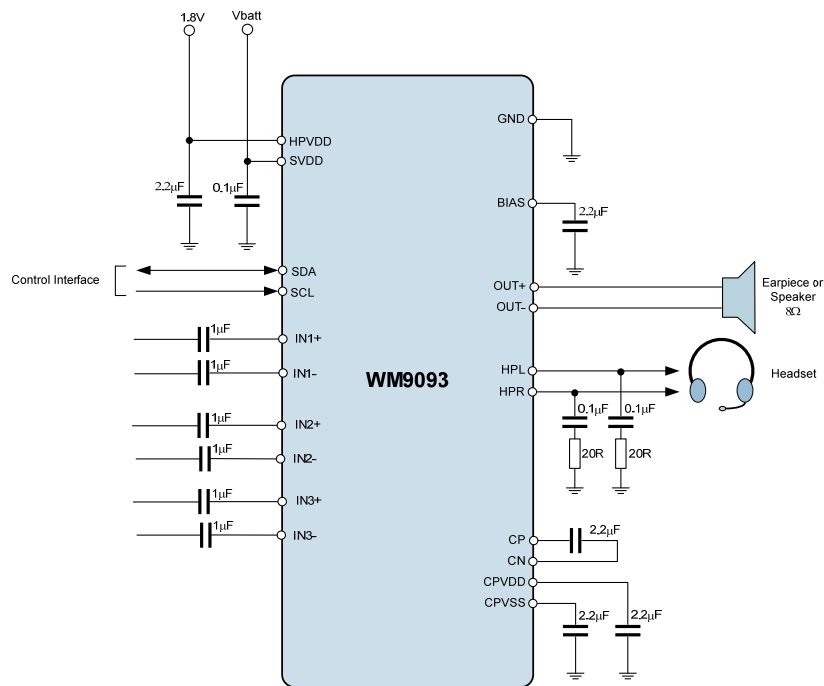 1.8V
Vbatt
HPVDD
SVDD
2.2µF
0.1µF
Control Interface
SDA
SCL
1µF
IN1+
1µF
IN1-
1µF
IN2+
1µF
IN2-
1µF
IN3+
1µF
IN3-
WM9093
GND
BIAS
2.2µF
OUT+
OUT-
Earpiece or
Speaker
8Ω
HPL
HPR
Headset
0.1µF
0.1µF
20R
20R
CP
2.2µF
CN
CPVDD
CPVSS
2.2µF
2.2µF